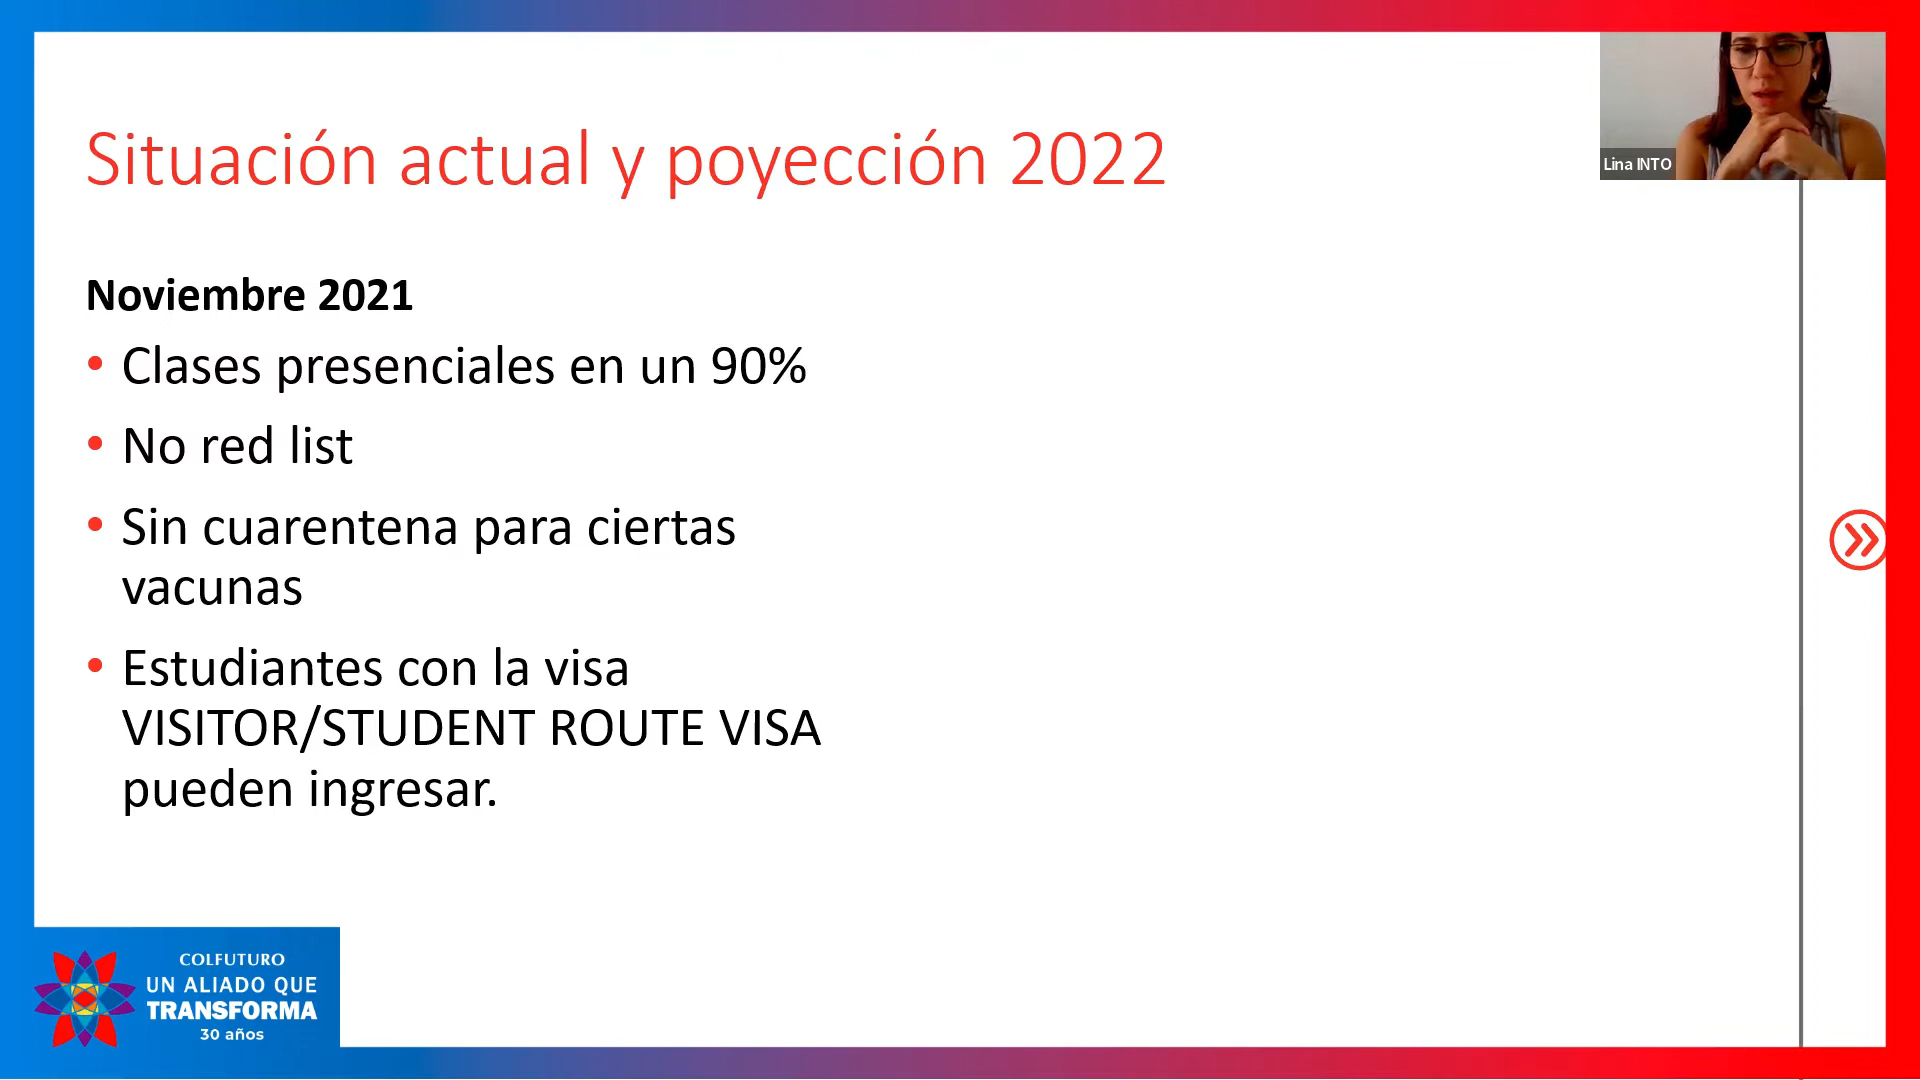 Situación actual y poyección 2022
Lina INTO
Noviembre 2021
• Clases presenciales en un 90%
• No red list
• Sin cuarentena para ciertas
vacunas
• Estudiantes con la visa
VISITOR/STUDENT ROUTE VISA
pueden ingresar.
COLFUTURO
UN ALIADO QUE
TRANSFORMA
30 años